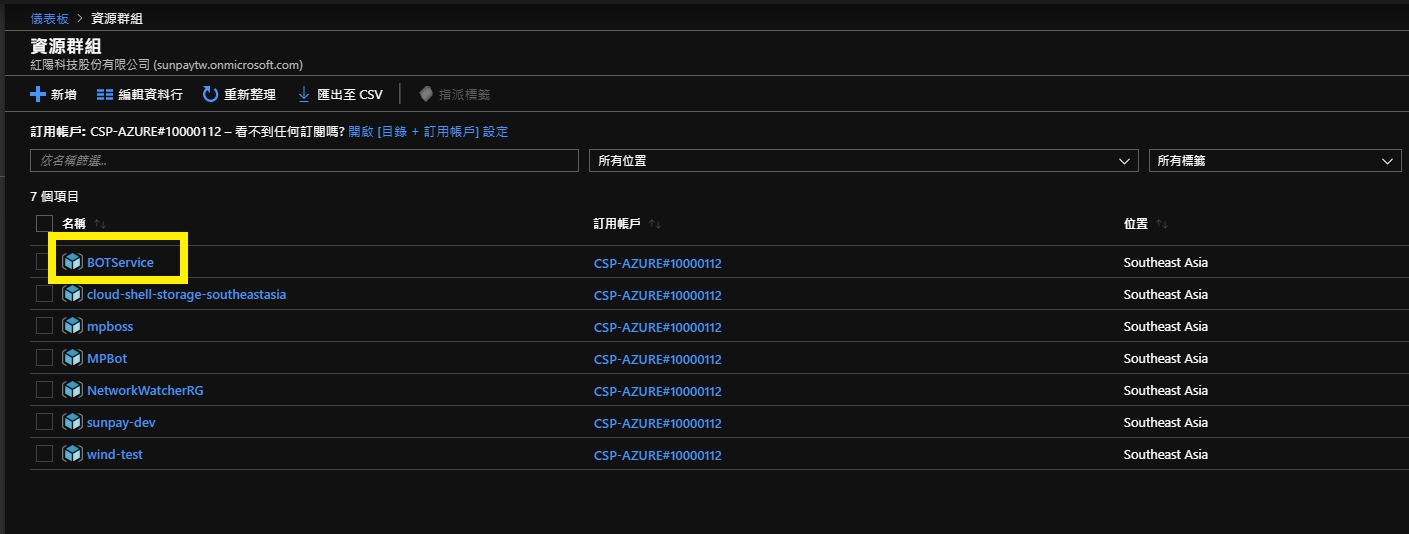 儀表板 > 資源群組
資源群組
紅陽科技股份有限公司 (sunpaytw.onmicrosoft.com)
新增 編輯資料行 重新整理 匯出至 CSV 指派標籤
訂用帳戶: CSP-AZURE#10000112 – 看不到任何訂閱嗎? 開啟 [目錄 + 訂用帳戶] 設定
依名稱篩選... 所有位置 所有標籤
7 個項目
名稱 訂用帳戶 位置
BOTService CSP-AZURE#10000112 Southeast Asia
cloud-shell-storage-southeastasia CSP-AZURE#10000112 Southeast Asia
mpboss CSP-AZURE#10000112 Southeast Asia
MPBot CSP-AZURE#10000112 Southeast Asia
NetworkWatcherRG CSP-AZURE#10000112 Southeast Asia
sunpay-dev CSP-AZURE#10000112 Southeast Asia
wind-test CSP-AZURE#10000112 Southeast Asia